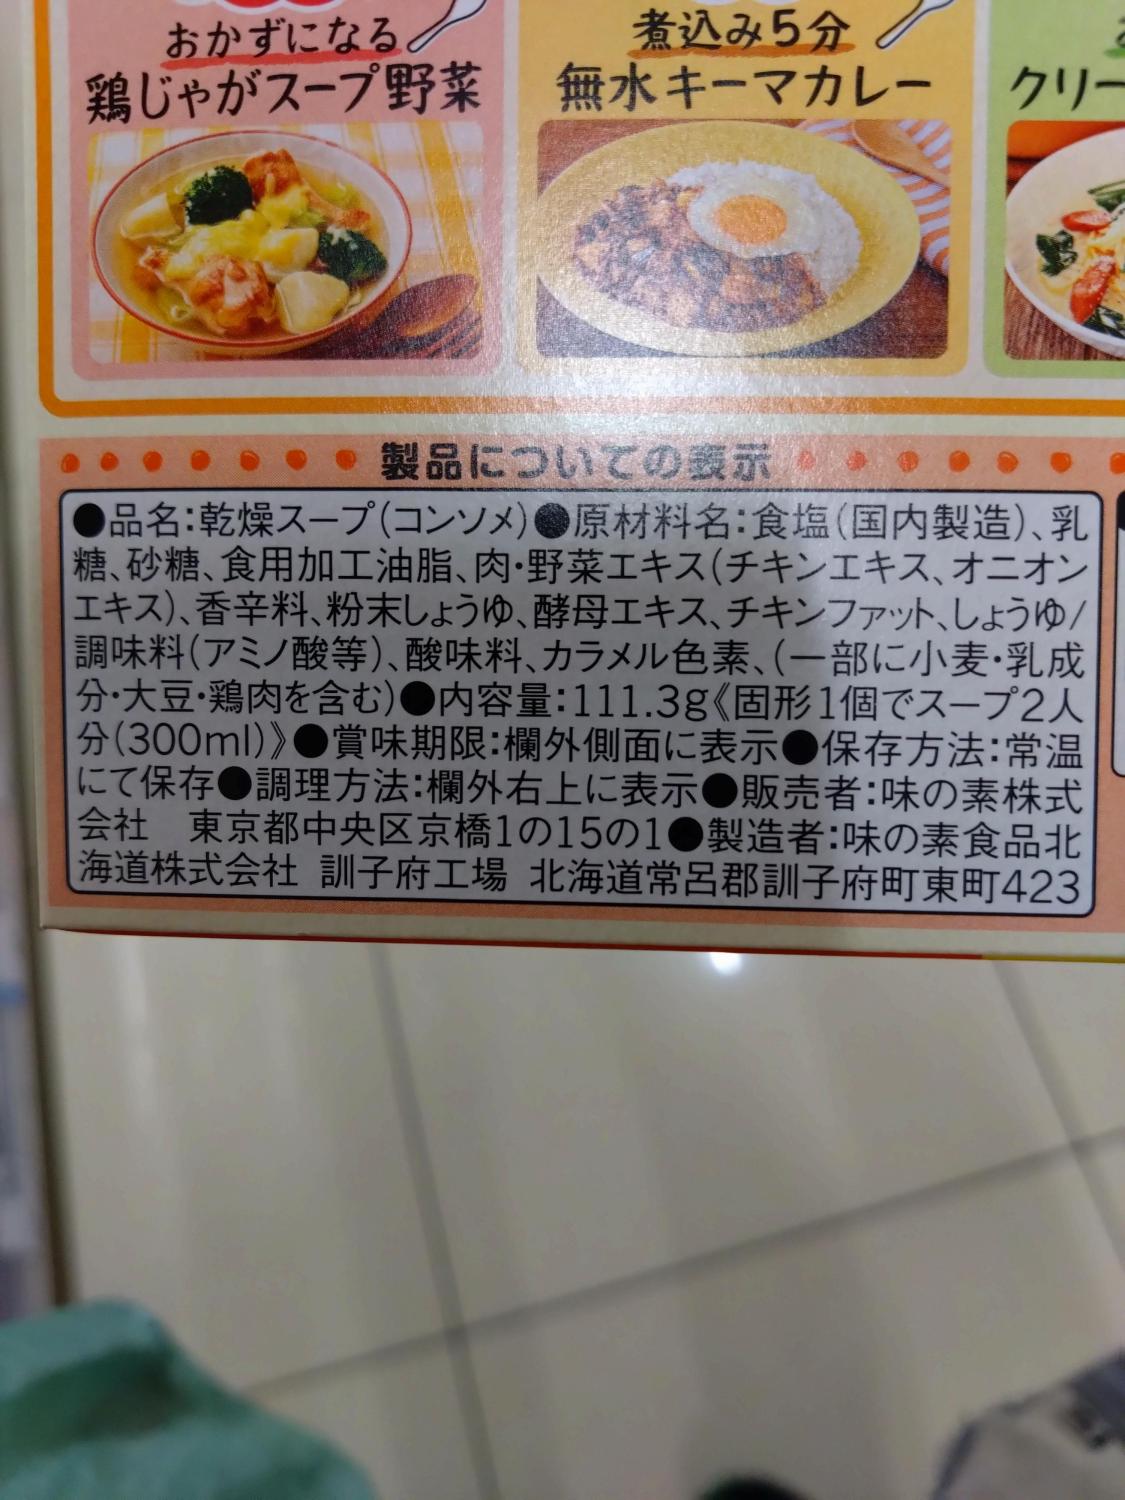 おかずになる
鶏じゃがスープ野菜
煮込み5分
無水キーマカレー
クリー
製品についての表示
●品名:乾燥スープ(コンソメ)●原材料名:食塩(国内製造)、乳
糖、砂糖、食用加工油脂、肉・野菜エキス(チキンエキス、オニオン
エキス)、香辛料、粉末しょうゆ、酵母エキス、チキンファット、しょうゆ/
調味料(アミノ酸等)、酸味料、カラメル色素、(一部に小麦・乳成
分・大豆・鶏肉を含む)●内容量:111.3g《固形1個でスープ2人
分(300ml)》●賞味期限:欄外側面に表示●保存方法:常温
にて保存●調理方法:欄外右上に表示●販売者:味の素株式
会社 東京都中央区京橋1の15の1●製造者:味の素食品北
海道株式会社 訓子府工場 北海道常呂郡訓子府町東町423